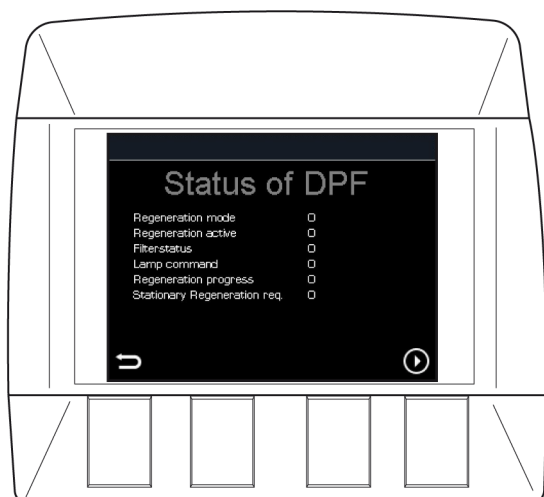 Status of DPF
Regeneration mode 0
Regeneration active 0
Filterstatus 0
Lamp command 0
Regeneration progress 0
Stationary Regeneration req. 0